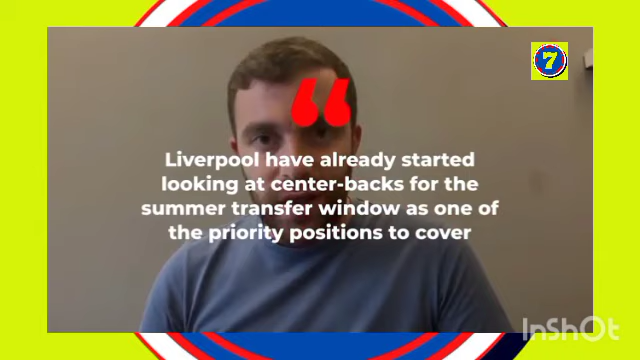 7
“
Liverpool have already started
looking at center-backs for the
summer transfer window as one of
the priority positions to cover
InShOt